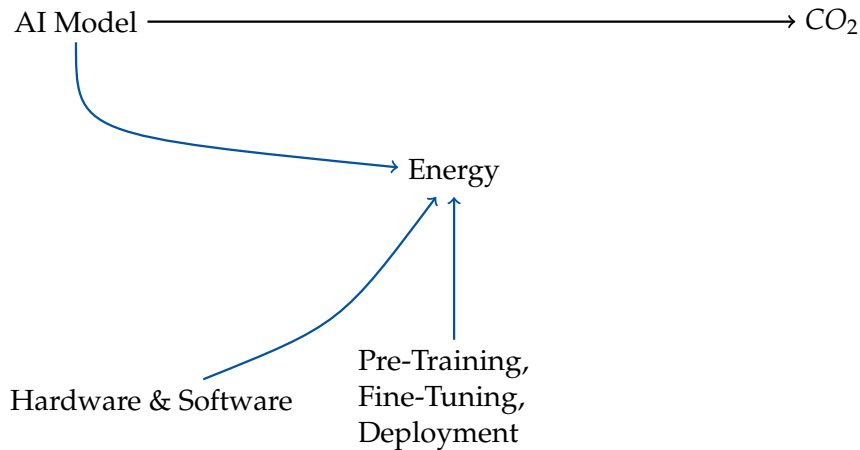 AI Model
CO₂
Energy
Hardware & Software
Pre-Training,
Fine-Tuning,
Deployment